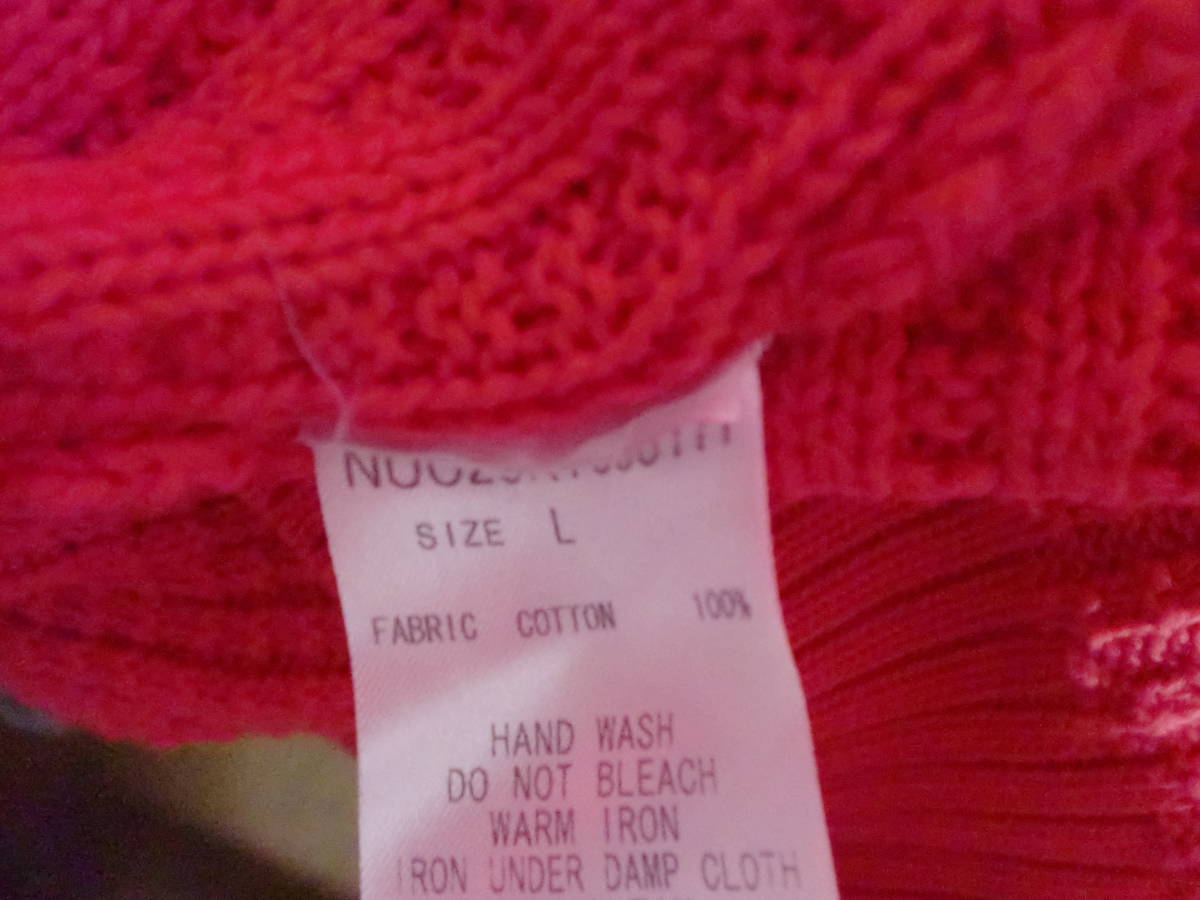 SIZE L
FABRIC COTTON 100%
HAND WASH
DO NOT BLEACH
WARM IRON
IRON UNDER DAMP CLOTH